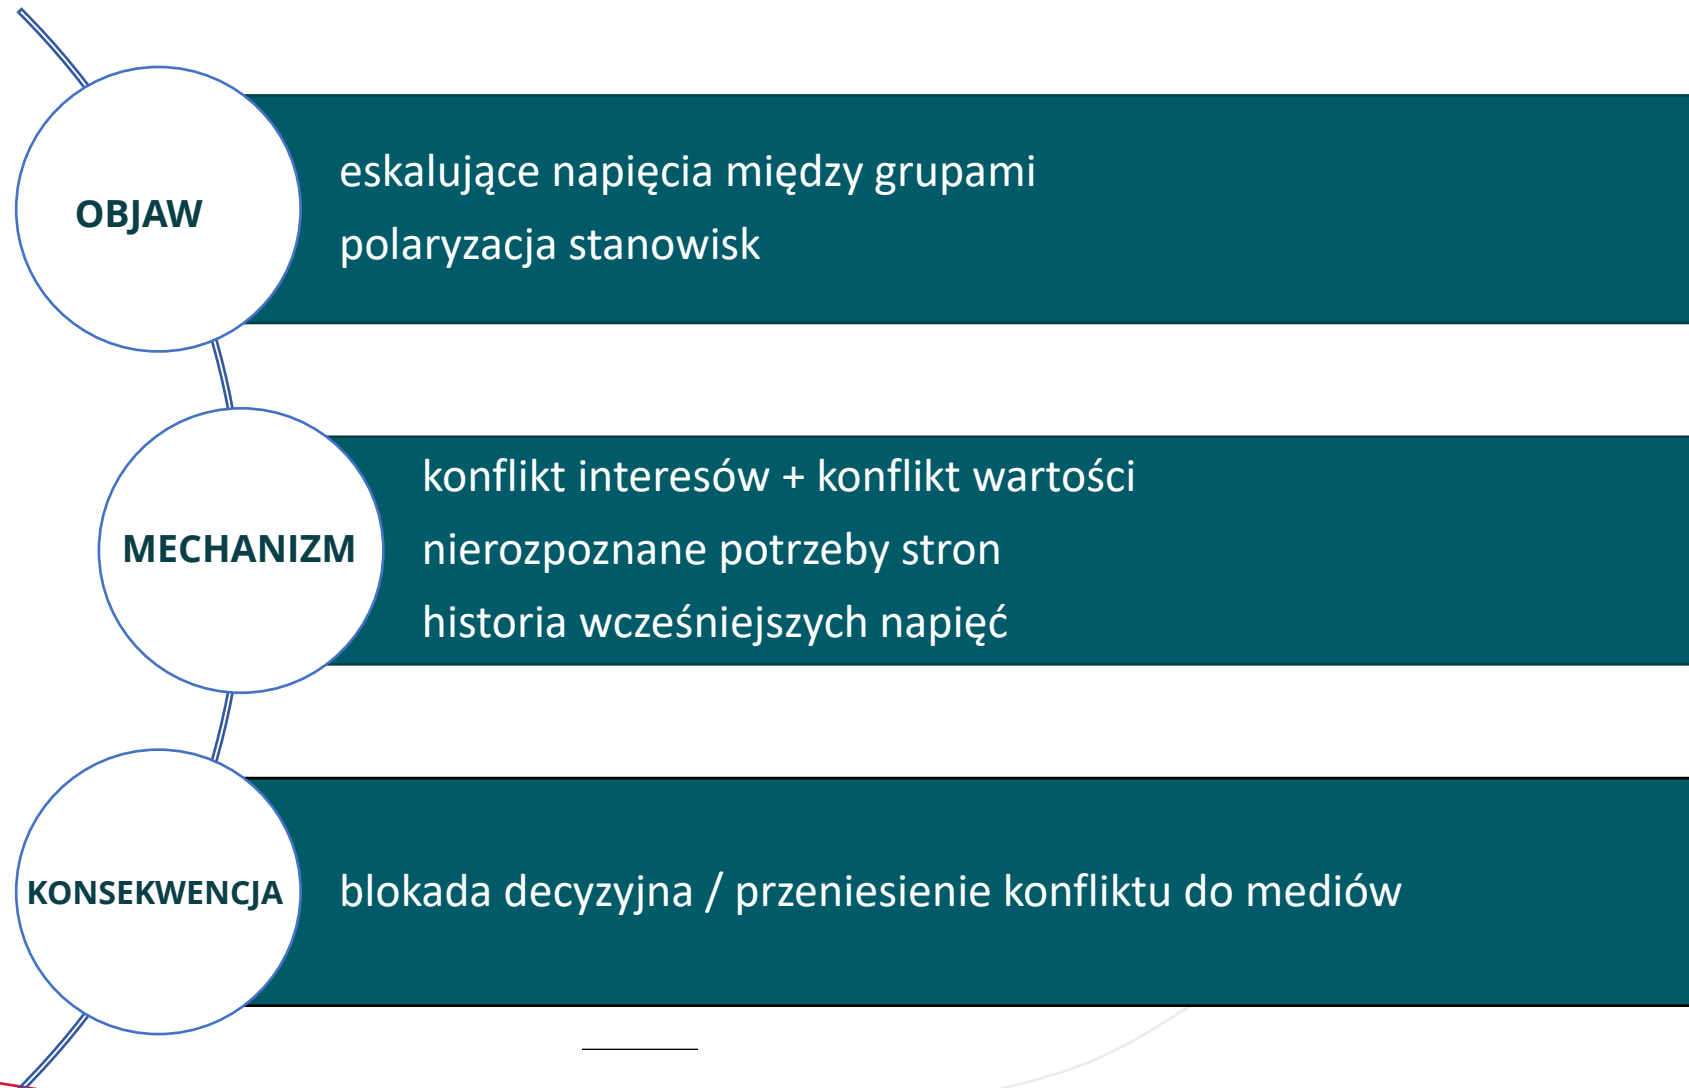 OBJAW
eskalujące napięcia między grupami
polaryzacja stanowisk
MECHANIZM
konflikt interesów + konflikt wartości
nierozpoznane potrzeby stron
historia wcześniejszych napięć
KONSEKWENCJA
blokada decyzyjna / przeniesienie konfliktu do mediów